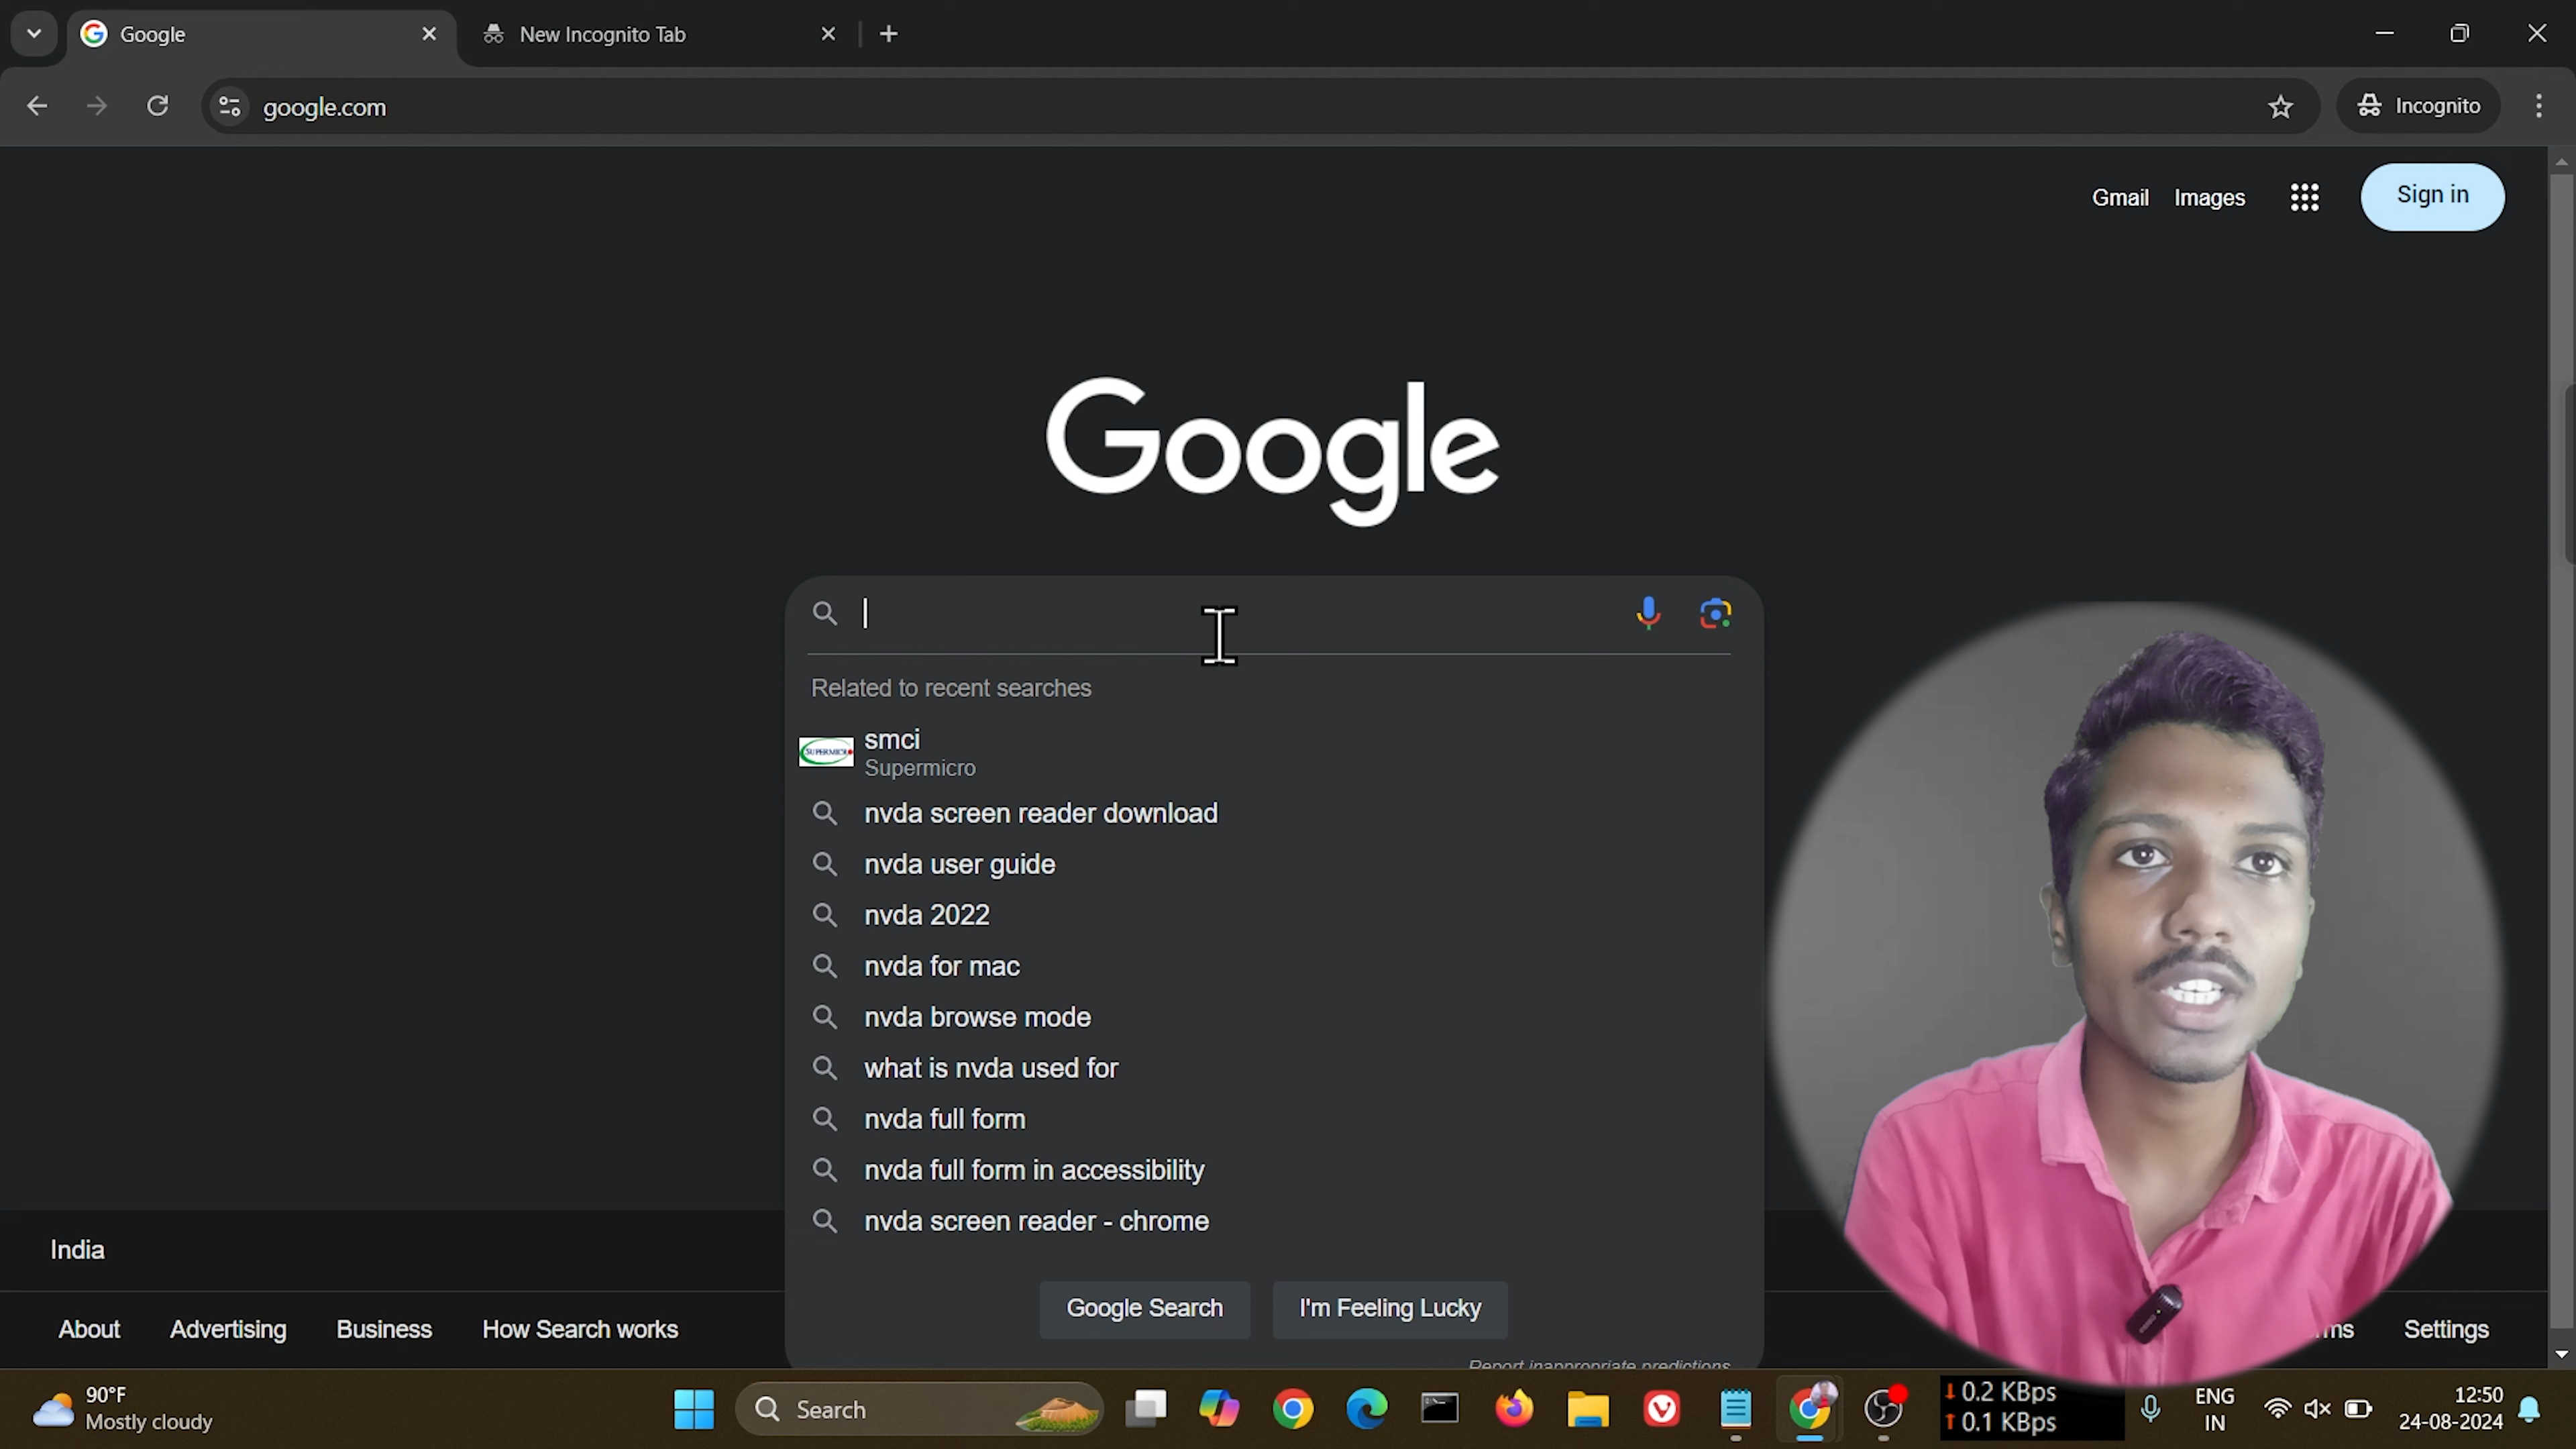 Google
New Incognito Tab
google.com
Incognito
Gmail Images
Sign in
Google
Related to recent searches
SUPERMICRO
smci
Supermicro
nvda screen reader download
nvda user guide
nvda 2022
nvda for mac
nvda browse mode
what is nvda used for
nvda full form
nvda full form in accessibility
nvda screen reader - chrome
Google Search
I'm Feeling Lucky
India
About Advertising Business How Search works
Settings
Report inappropriate predictions
90°F
Mostly cloudy
Search
0.2 KBps
0.1 KBps
ENG
IN
12:50
24-08-2024